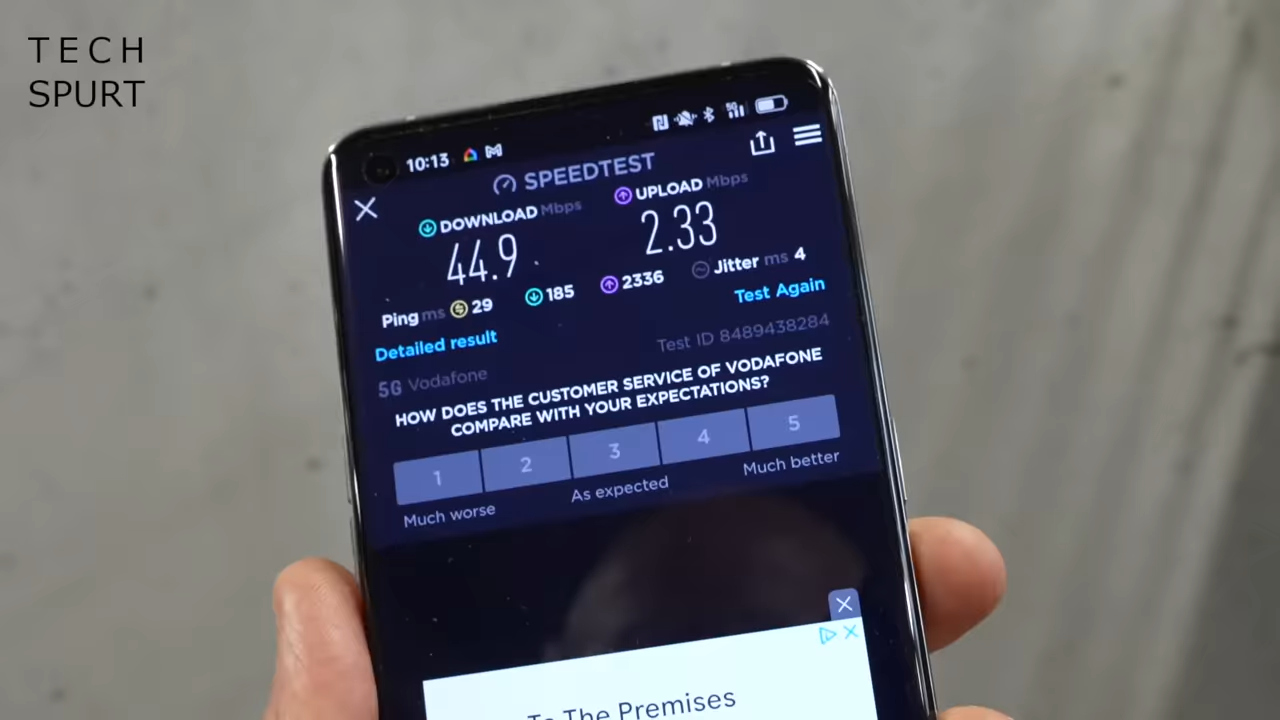 TECH
SPURT
10:13 5G
SPEEDTEST
DOWNLOAD Mbps UPLOAD Mbps
44.9 2.33
Ping ms 29 185 2336 Jitter ms 4
Test Again
Detailed result
Test ID 8489438284
5G Vodafone
HOW DOES THE CUSTOMER SERVICE OF VODAFONE
COMPARE WITH YOUR EXPECTATIONS?
1 2 3 4 5
Much worse As expected Much better
To The Premises